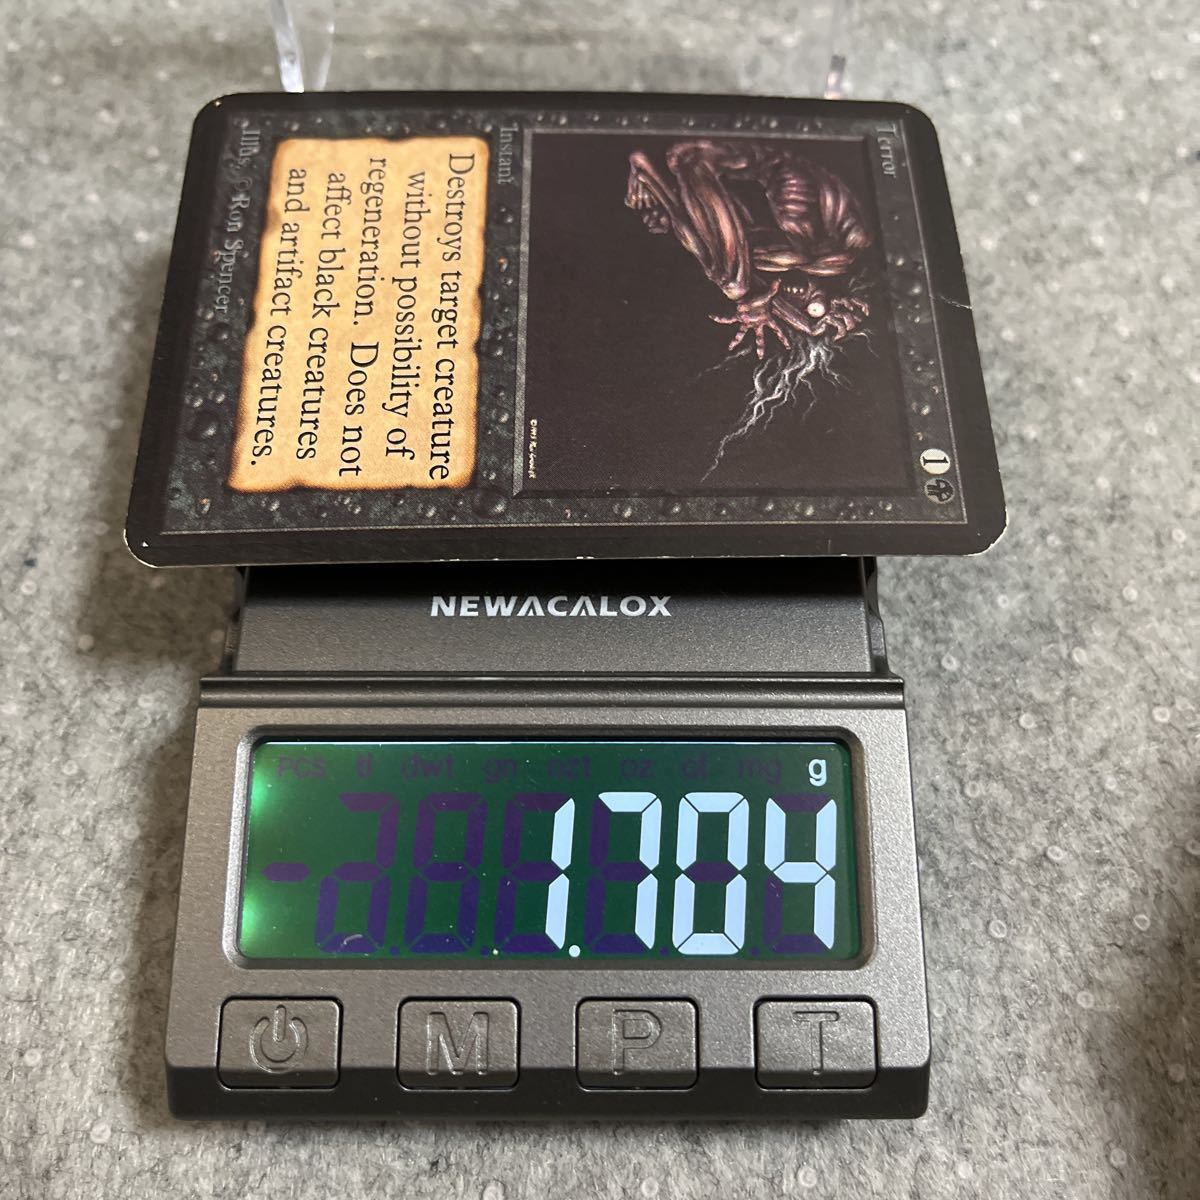 Terror
1
Instant
Destroys target creature
without possibility of
regeneration. Does not
affect black creatures
and artifact creatures.
Illus. © Ron Spencer
NEWACALOX
PCS tl dwt gn ozt oz ct mg g
1.704
M P T